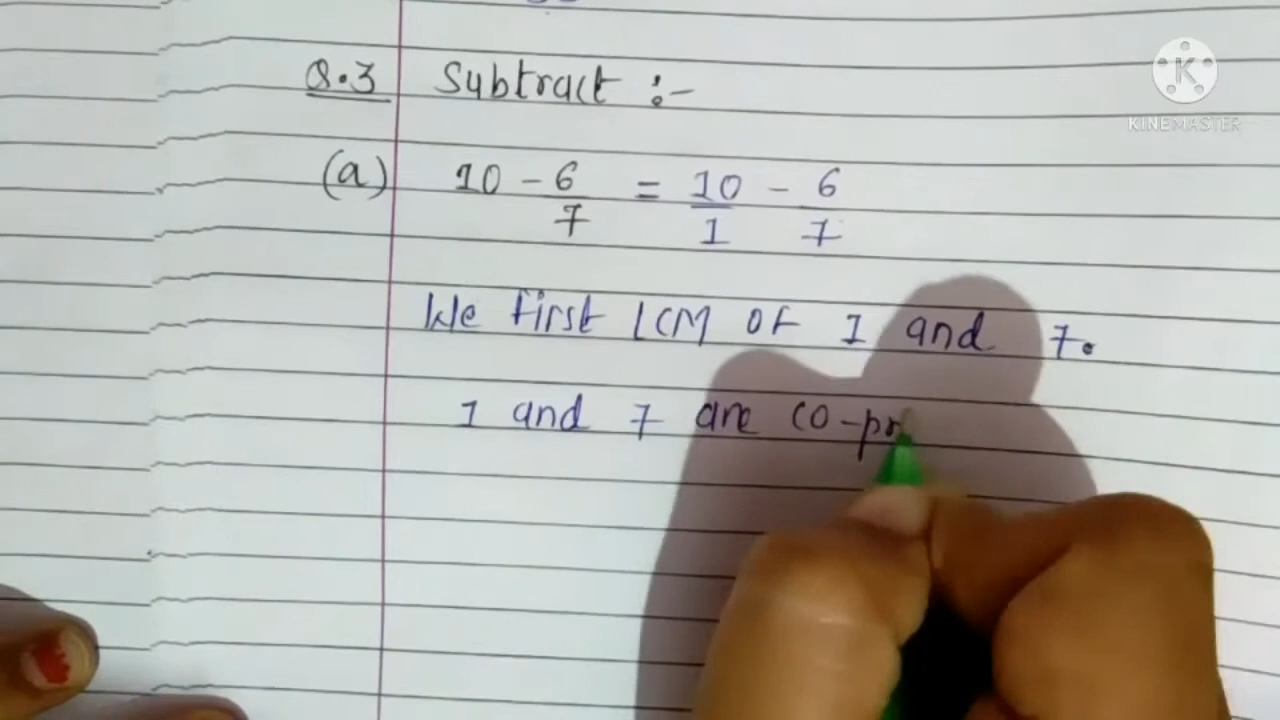 Q.3 Subtract :-
(a) 10 - 6/7 = 10/1 - 6/7
We first LCM of 1 and 7.
1 and 7 are co-pr
KINEMASTER